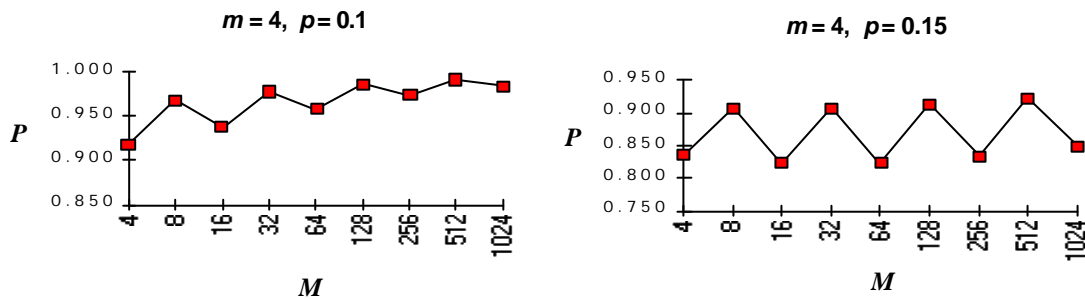 m = 4, p = 0.1
1.000
0.950
0.900
0.850
P
4 8 16 32 64 128 256 512 1024
M
m = 4, p = 0.15
0.950
0.900
0.850
0.800
0.750
P
4 8 16 32 64 128 256 512 1024
M